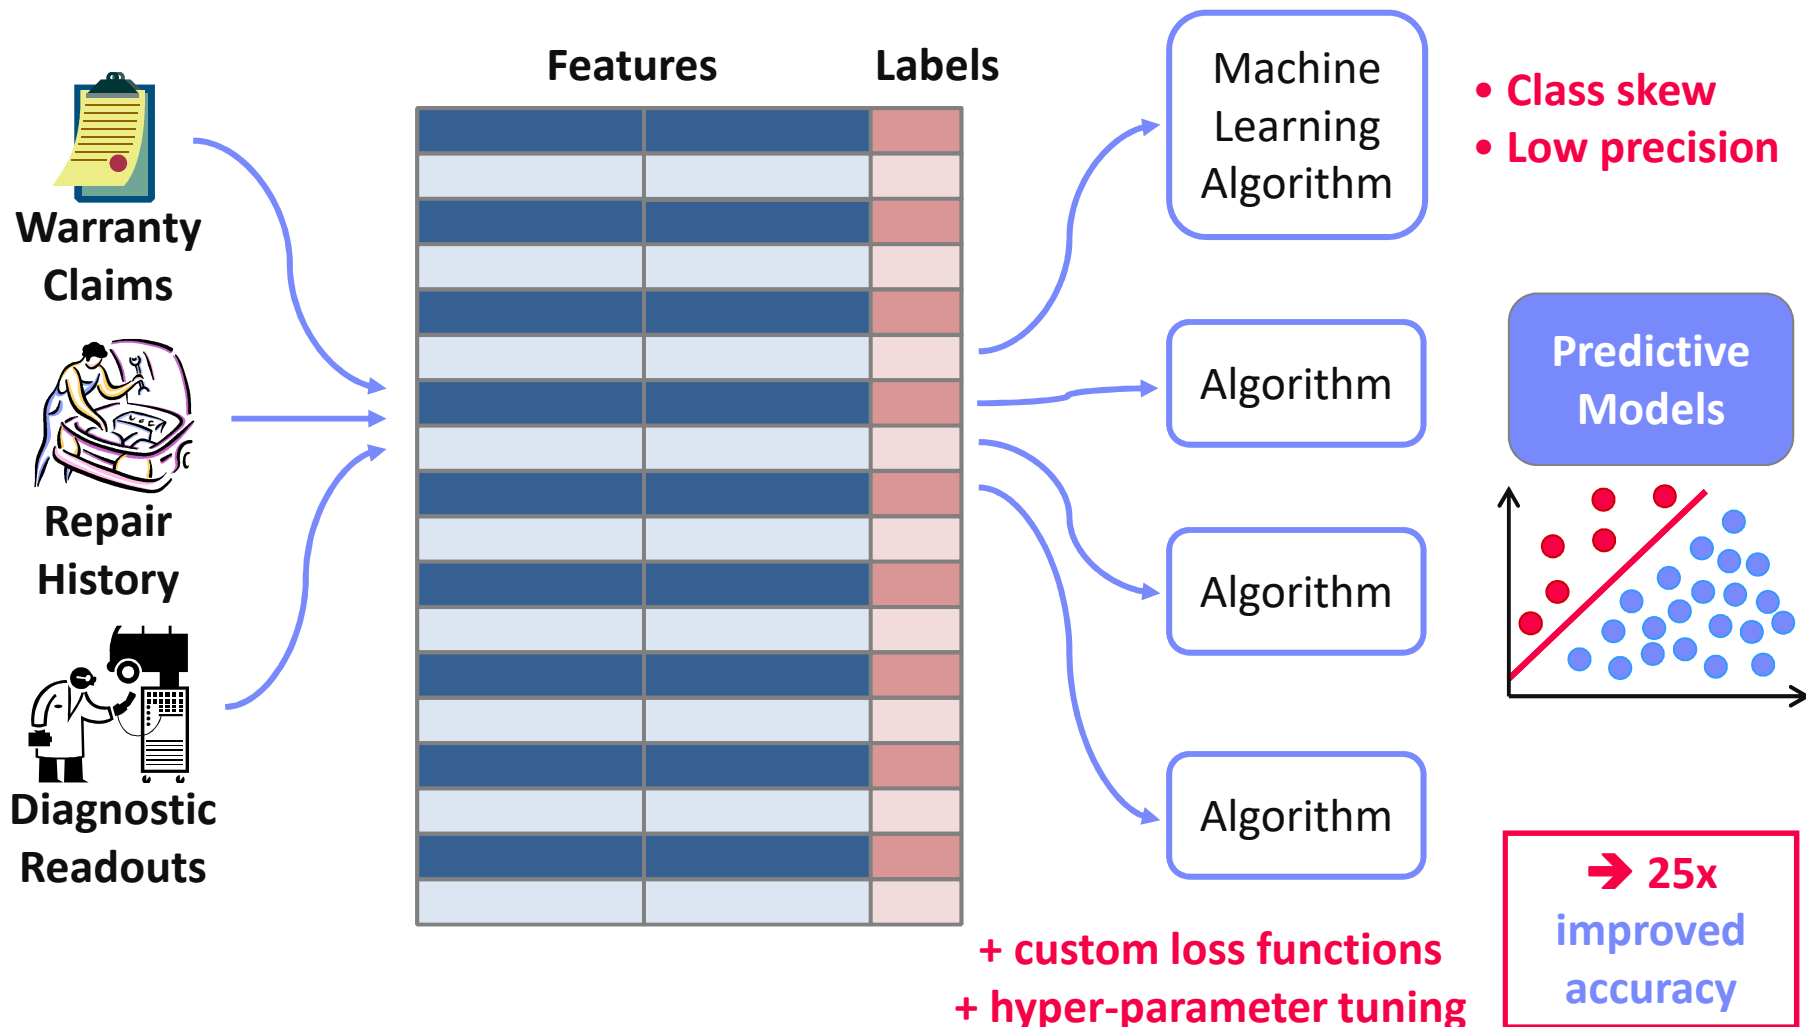 Features
Labels
Warranty
Claims
Repair
History
Diagnostic
Readouts
Machine
Learning
Algorithm
Algorithm
Algorithm
Algorithm
• Class skew
• Low precision
Predictive
Models
+ custom loss functions
+ hyper-parameter tuning
➔ 25x
improved
accuracy